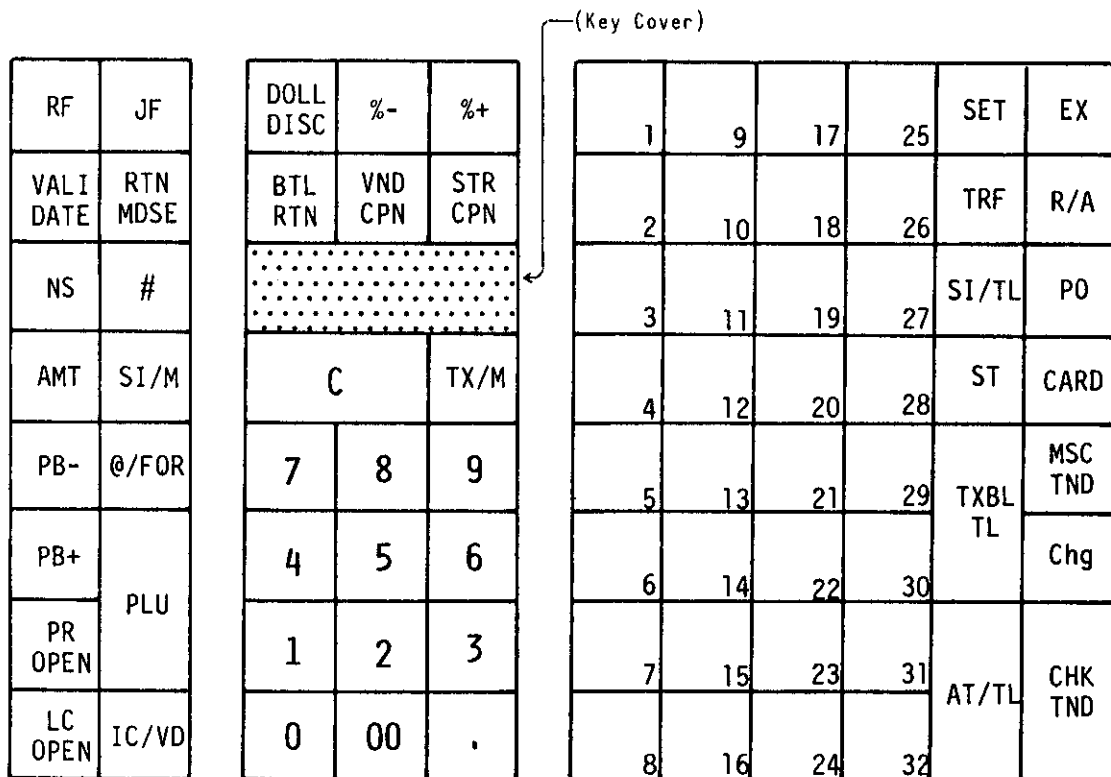 (Key Cover)
RF JF
VALI DATE RTN MDSE
NS #
AMT SI/M
PB- @/FOR
PB+
PLU
PR OPEN
LC OPEN IC/VD
DOLL DISC %- %+
BTL RTN VND CPN STR CPN
C TX/M
7 8 9
4 5 6
1 2 3
0 00 .
1 9 17 25 SET EX
2 10 18 26 TRF R/A
3 11 19 27 SI/TL PO
4 12 20 28 ST CARD
5 13 21 29 TXBL TL MSC TND
6 14 22 30 Chg
7 15 23 31 AT/TL CHK TND
8 16 24 32